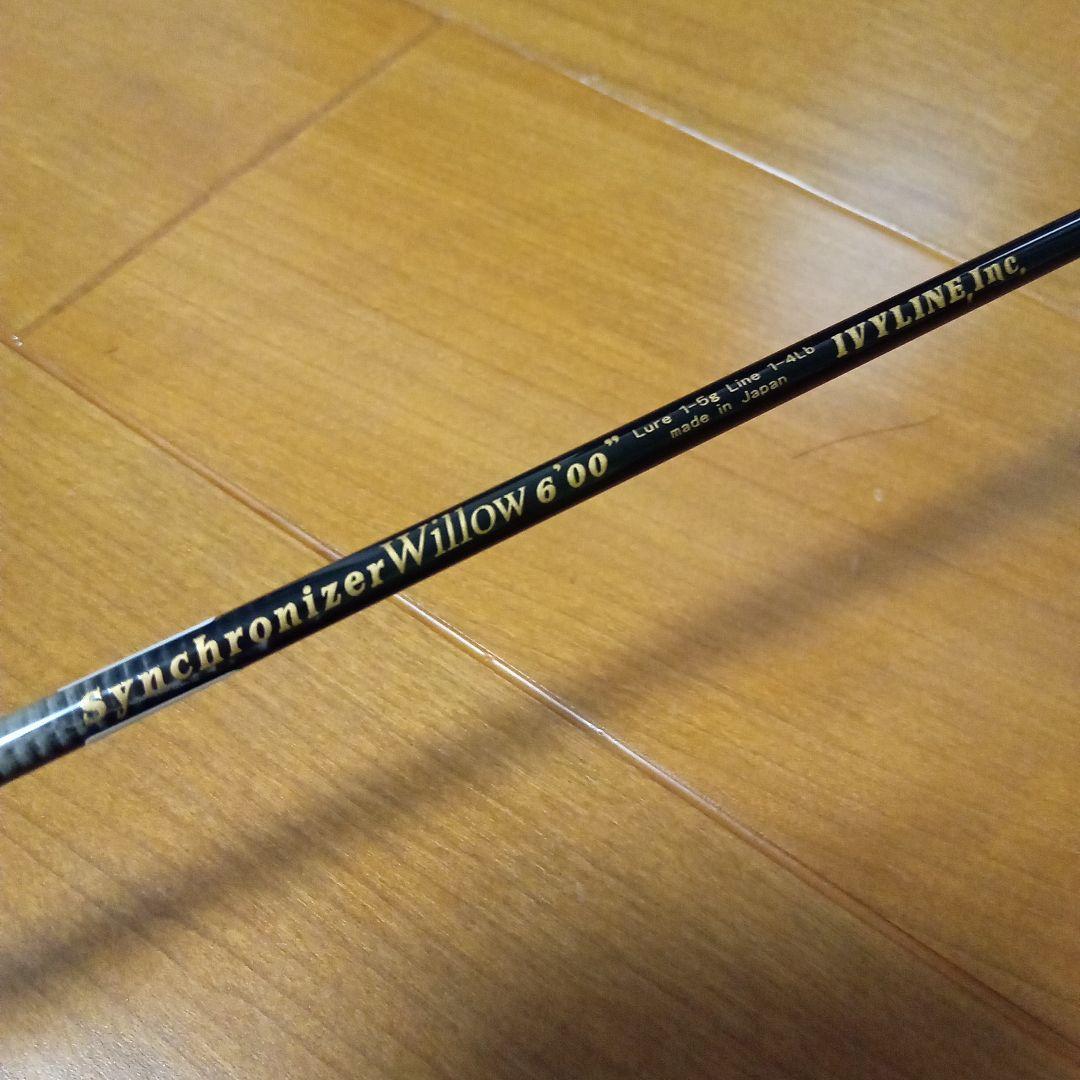 Synchronizer Willow 6'00"
Lure 1-5g Line 1-4Lb
made in Japan
IVYLINE,Inc.